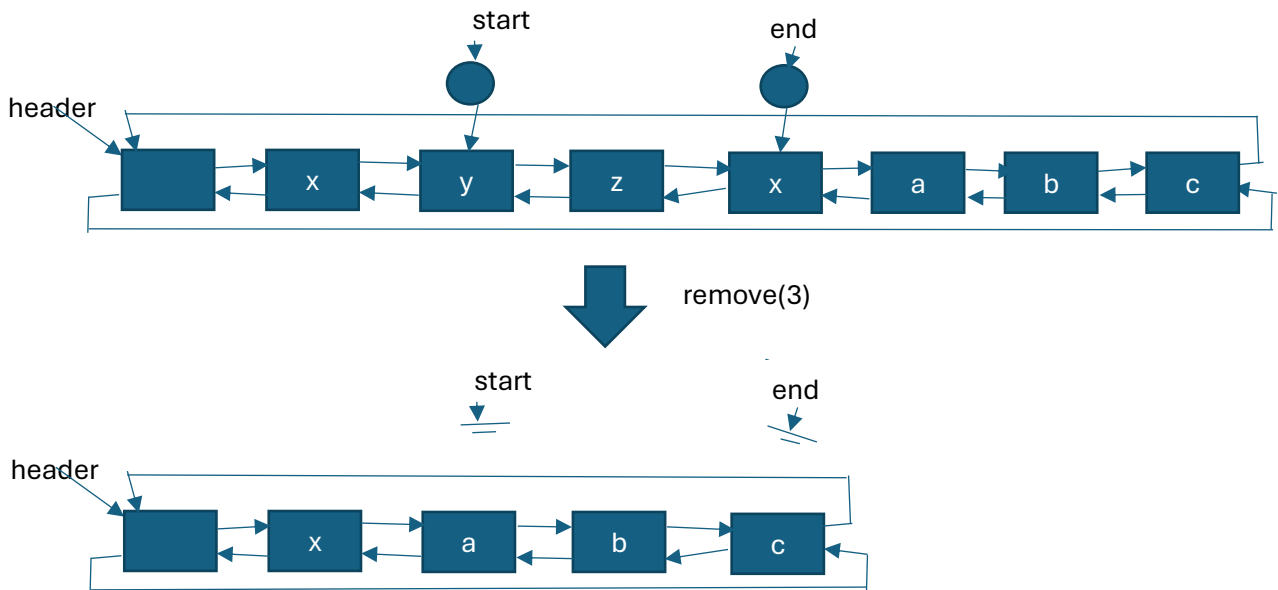 start
end
header
x y z x a b c
remove(3)
start
end
header
x a b c